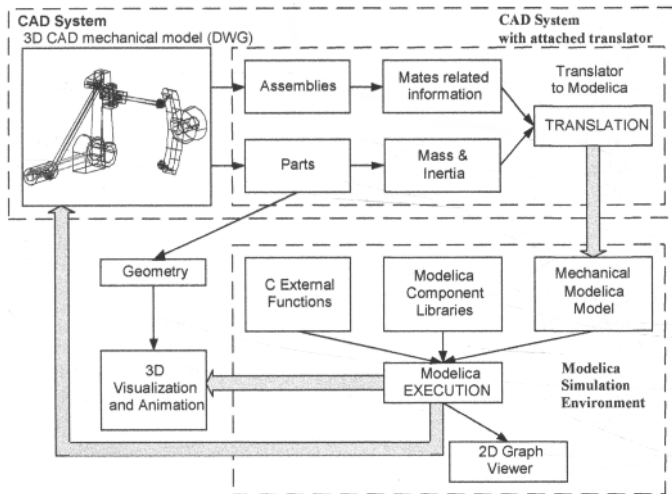 CAD System
3D CAD mechanical model (DWG)
CAD System
with attached translator
Assemblies
Mates related
information
Translator
to Modelica
TRANSLATION
Parts
Mass &
Inertia
Geometry
C External
Functions
Modelica
Component
Libraries
Mechanical
Modelica
Model
3D
Visualization
and Animation
Modelica
EXECUTION
Modelica
Simulation
Environment
2D Graph
Viewer